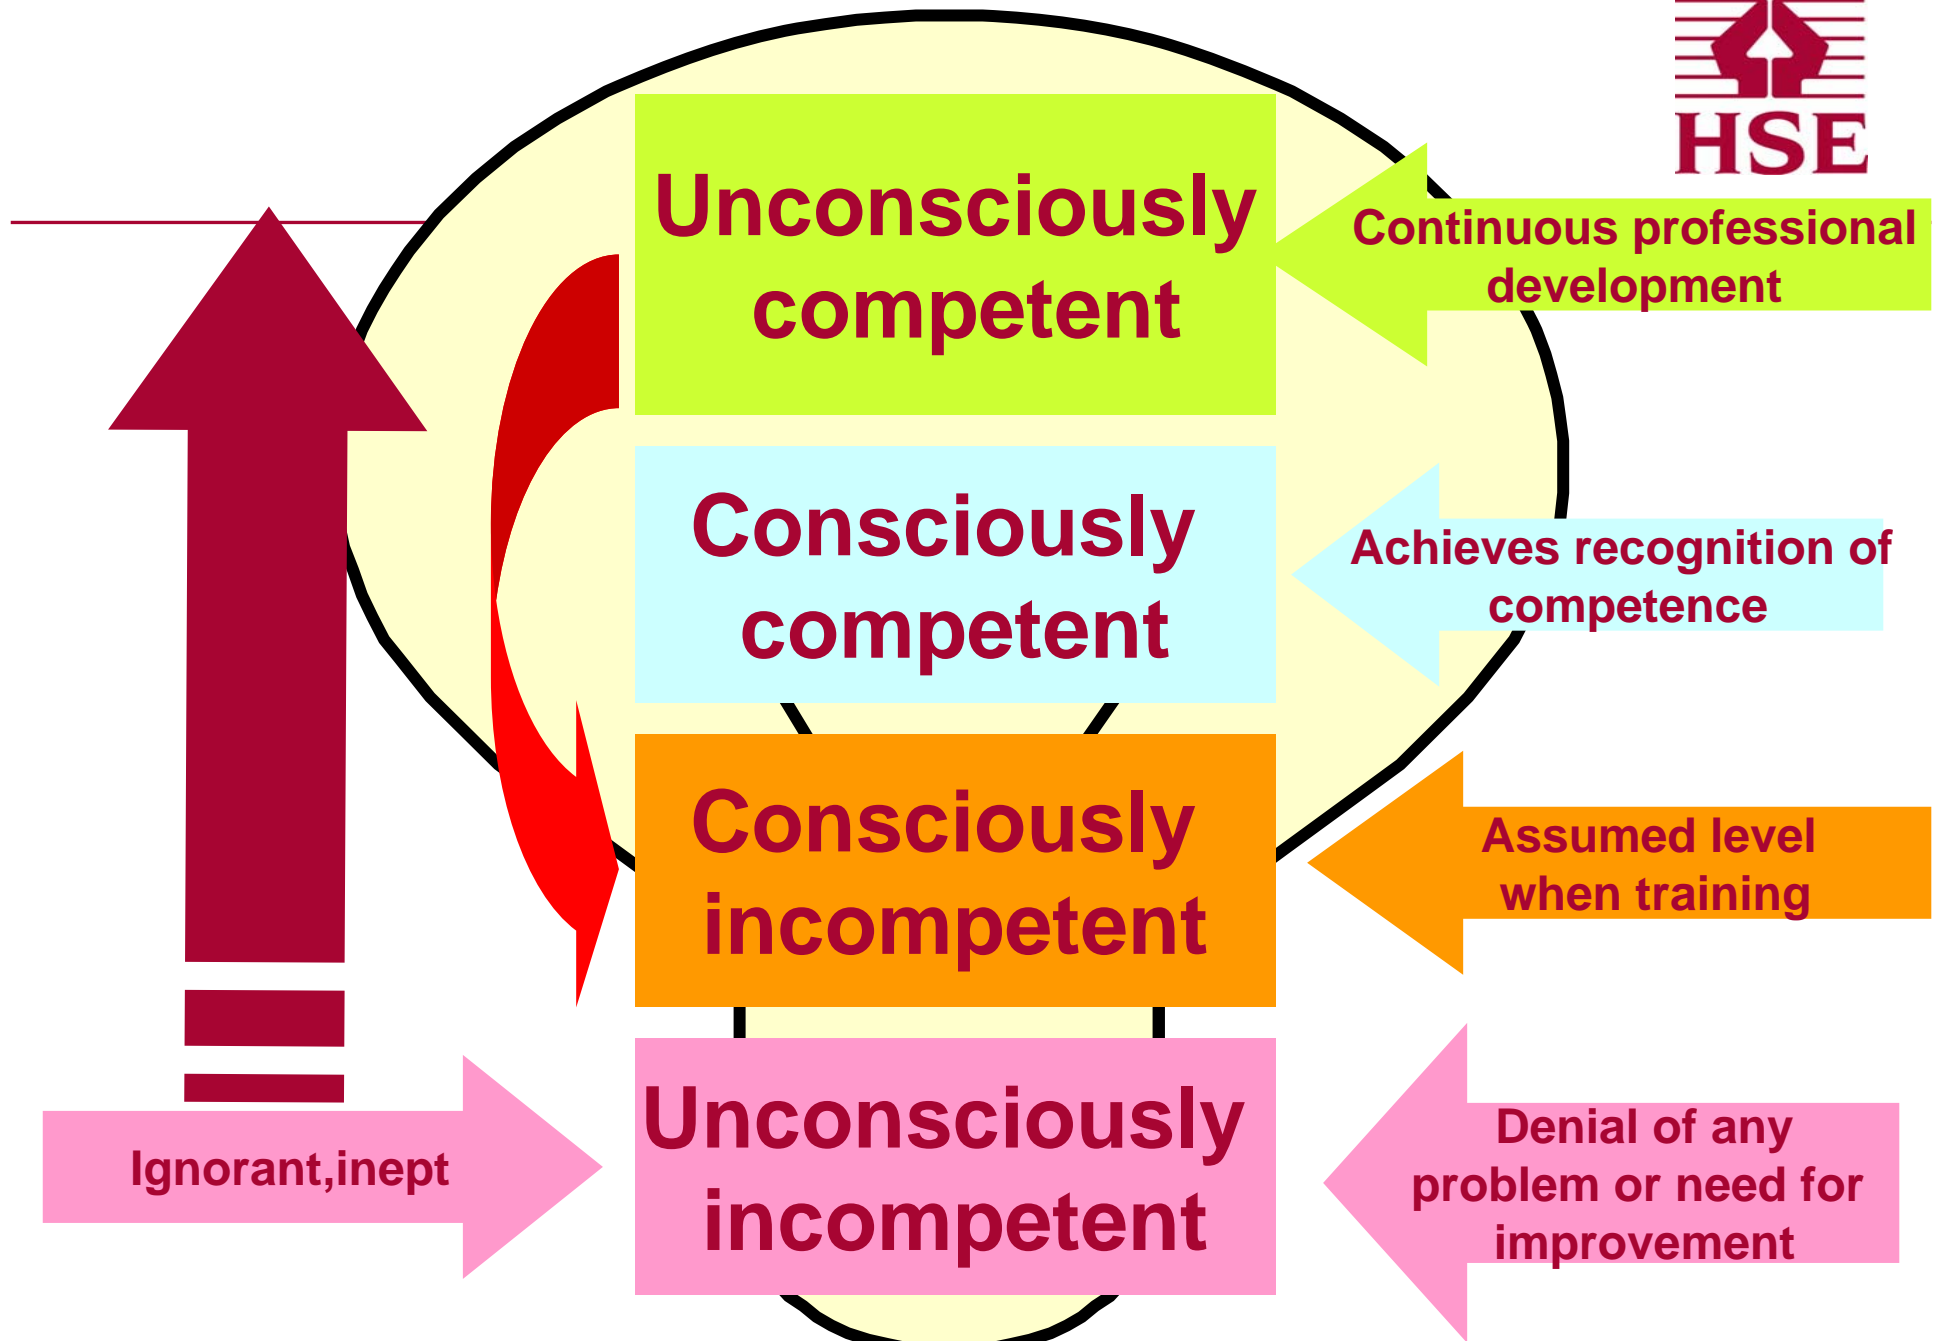 HSE
Unconsciously
competent
Continuous professional
development
Consciously
competent
Achieves recognition of
competence
Consciously
incompetent
Assumed level
when training
Ignorant,inept
Unconsciously
incompetent
Denial of any
problem or need for
improvement